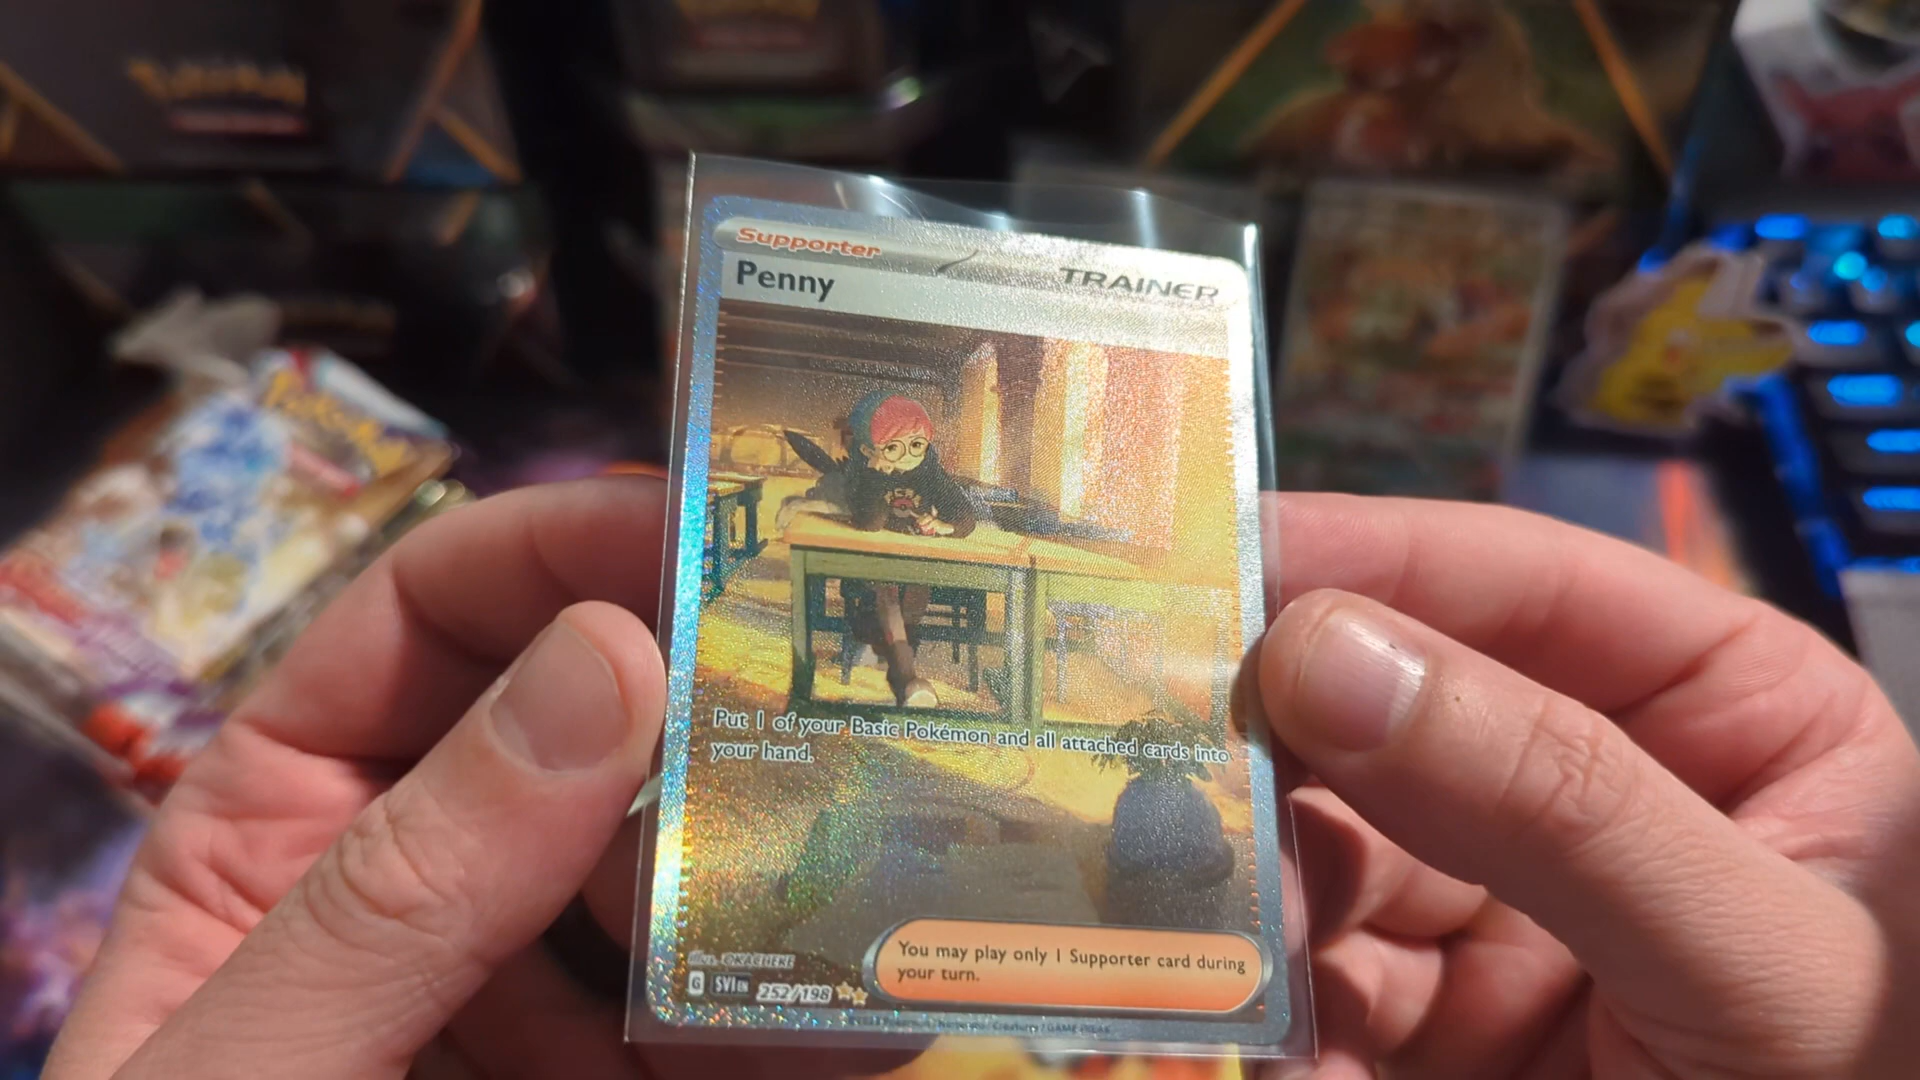 Supporter
Penny
TRAINER
Put 1 of your Basic Pokémon and all attached cards into
your hand.
You may play only 1 Supporter card during
your turn.
illus. OKACHEKE
G SVI EN 252/198
Pokémon